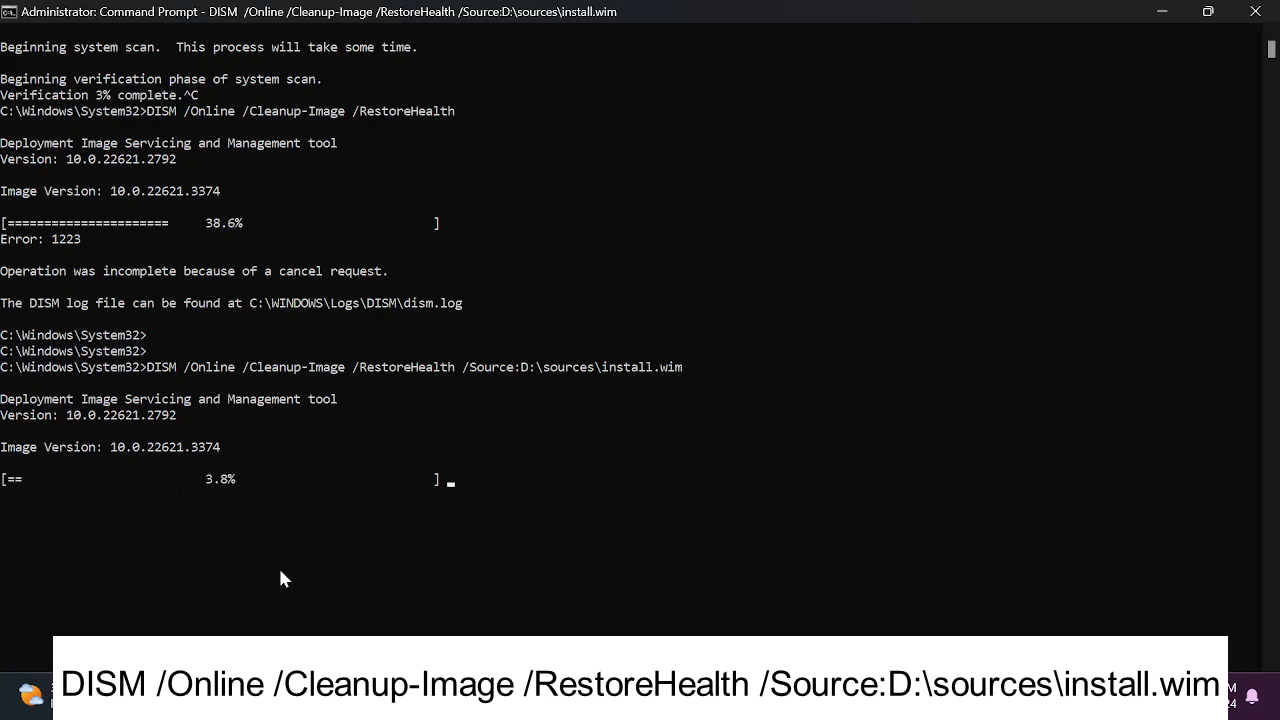 Administrator: Command Prompt - DISM /Online /Cleanup-Image /RestoreHealth /Source:D:\sources\install.wim
Beginning system scan.  This process will take some time.
Beginning verification phase of system scan.
Verification 3% complete.^C
C:\Windows\System32>DISM /Online /Cleanup-Image /RestoreHealth
Deployment Image Servicing and Management tool
Version: 10.0.22621.2792
Image Version: 10.0.22621.3374
[======================     38.6%                          ]
Error: 1223
Operation was incomplete because of a cancel request.
The DISM log file can be found at C:\WINDOWS\Logs\DISM\dism.log
C:\Windows\System32>
C:\Windows\System32>
C:\Windows\System32>DISM /Online /Cleanup-Image /RestoreHealth /Source:D:\sources\install.wim
Deployment Image Servicing and Management tool
Version: 10.0.22621.2792
Image Version: 10.0.22621.3374
[==                         3.8%                           ]
DISM /Online /Cleanup-Image /RestoreHealth /Source:D:\sources\install.wim